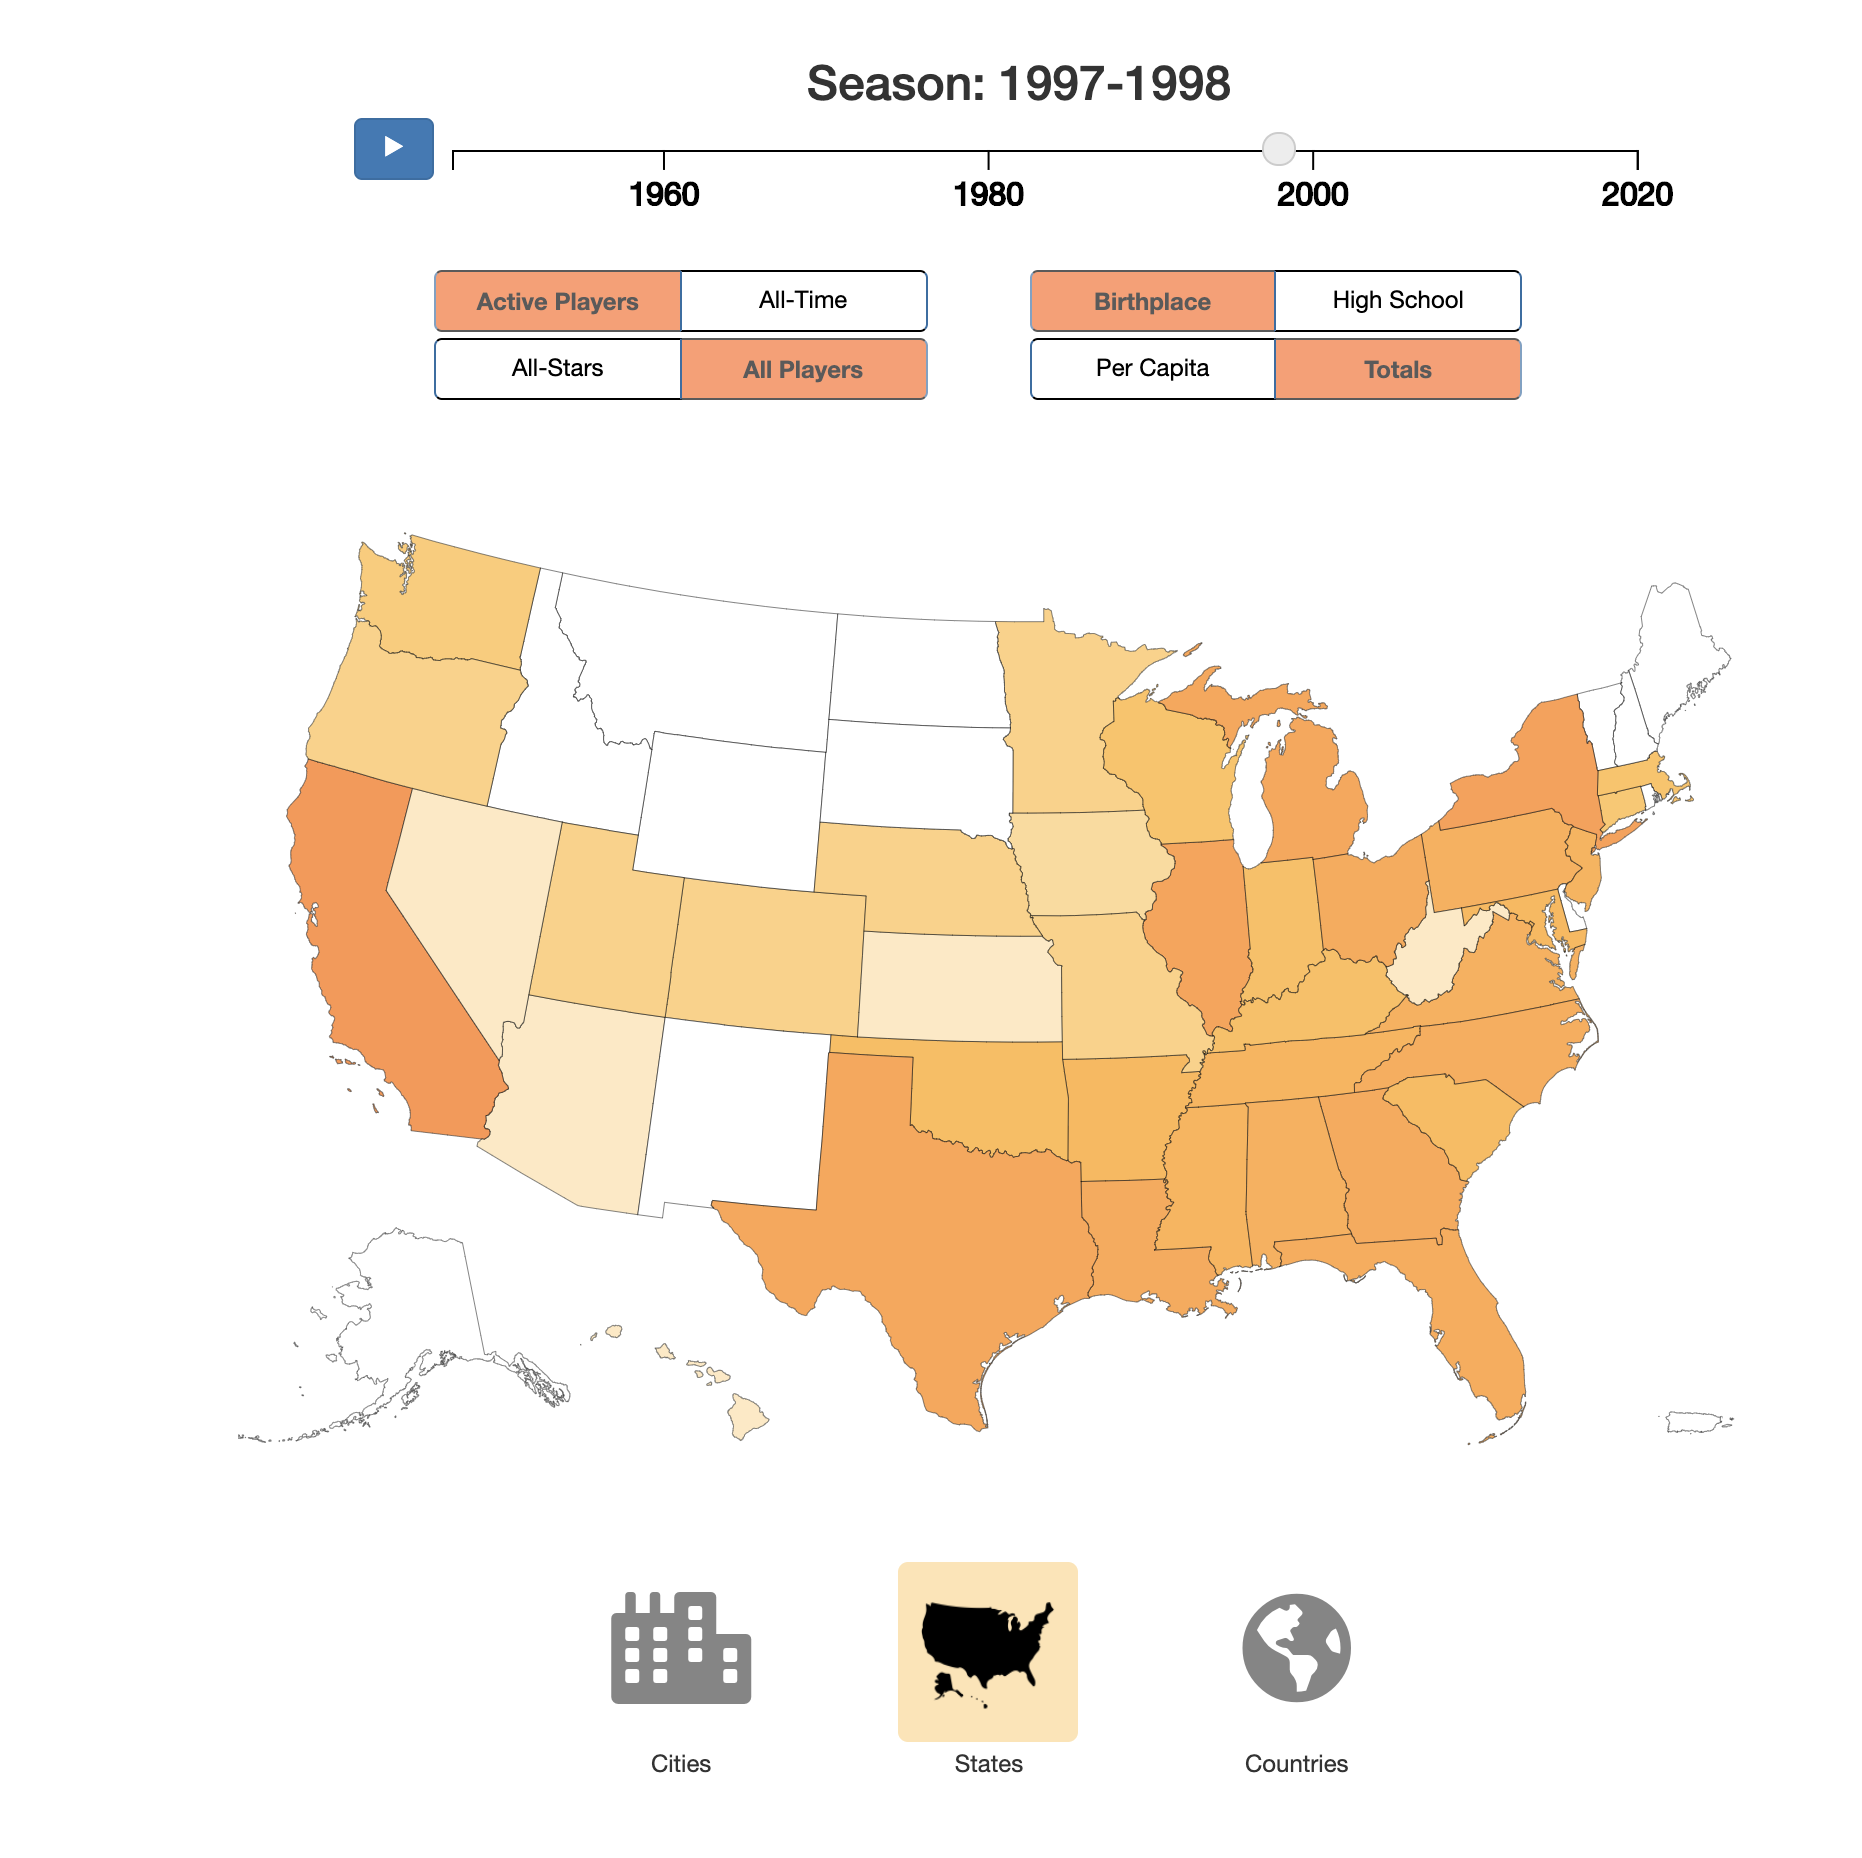 Season: 1997-1998
1960 1980 2000 2020
Active Players All-Time Birthplace High School
All-Stars All Players Per Capita Totals
Cities States Countries